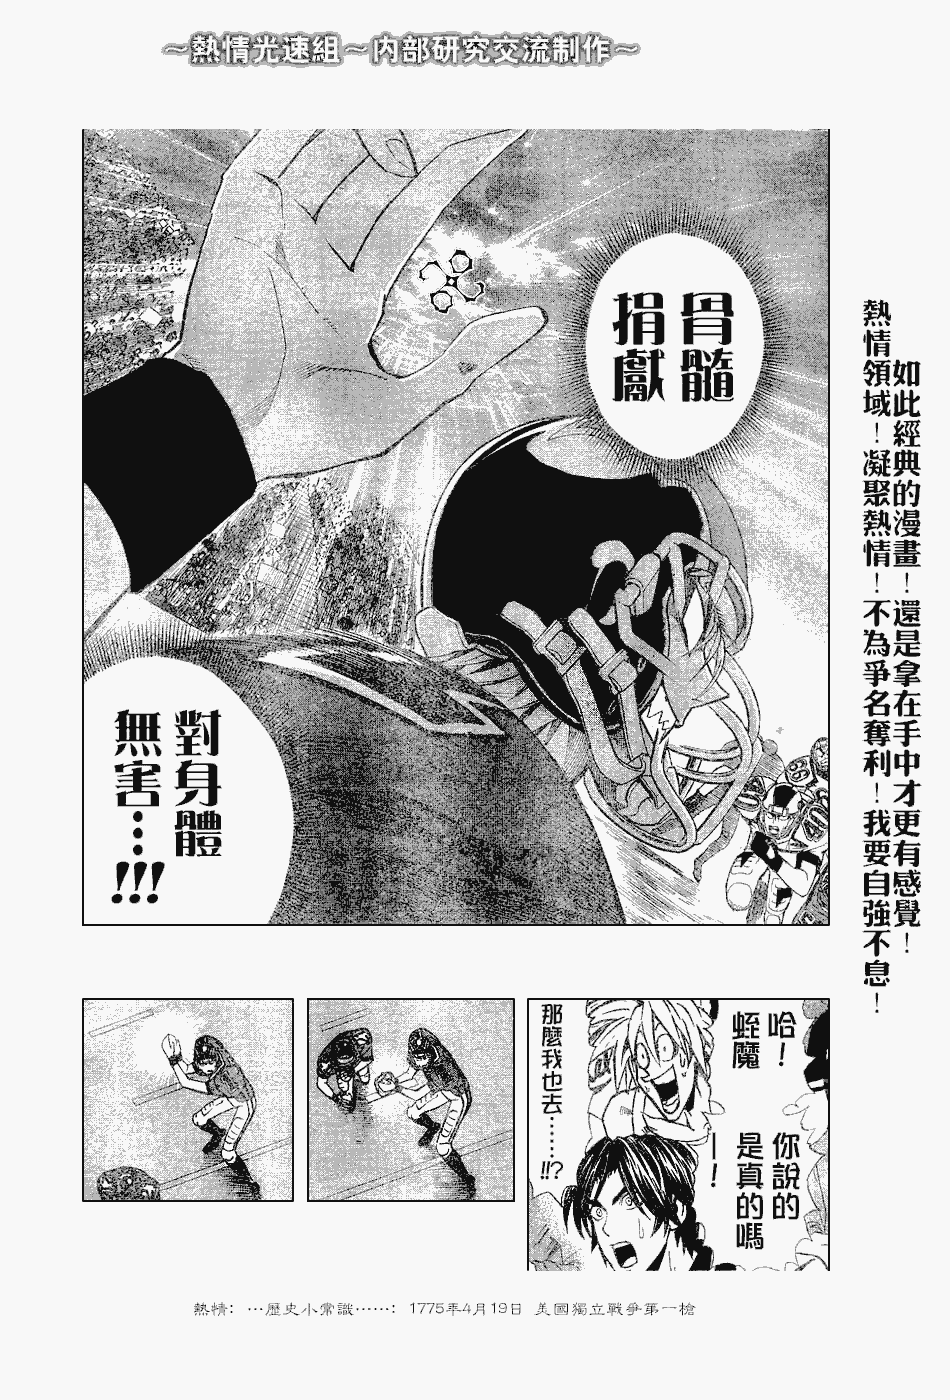 ～熱情光速組～內部研究交流制作～
骨髓
捐獻
如此經典的漫畫！還是拿在手中才更有感覺！
熱情領域！凝聚熱情！不為爭名奪利！我要自強不息！
對身體
無害…!!!
哈！
蛭魔
你說的
是真的嗎
—！
那麼我也去……!!?
熱情：…歷史小常識……：1775年4月19日 美國獨立戰爭第一槍